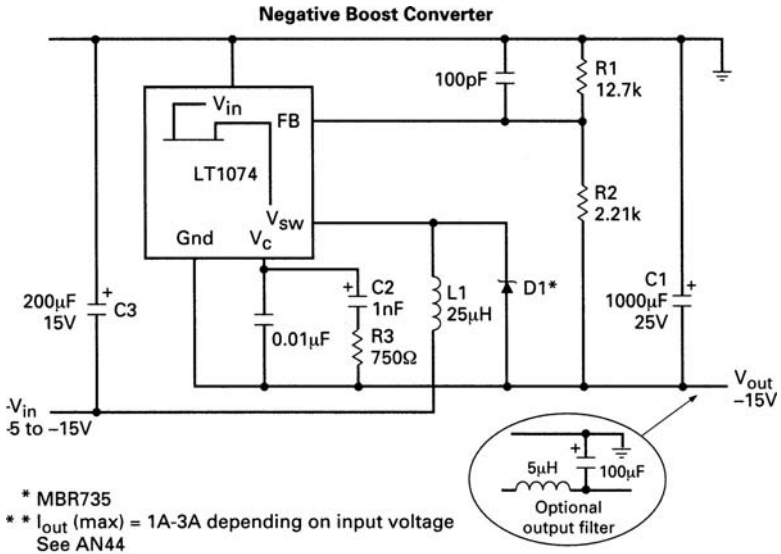 Negative Boost Converter
100pF
R1
12.7k
Vin
FB
LT1074
R2
2.21k
Vsw
Gnd
Vc
200µF
15V
+
C3
+
C2
1nF
0.01µF
R3
750Ω
L1
25µH
D1*
C1
1000µF
25V
+
-Vin
-5 to –15V
Vout
–15V
+
5µH
100µF
Optional
output filter
* MBR735
* * Iout (max) = 1A-3A depending on input voltage
See AN44